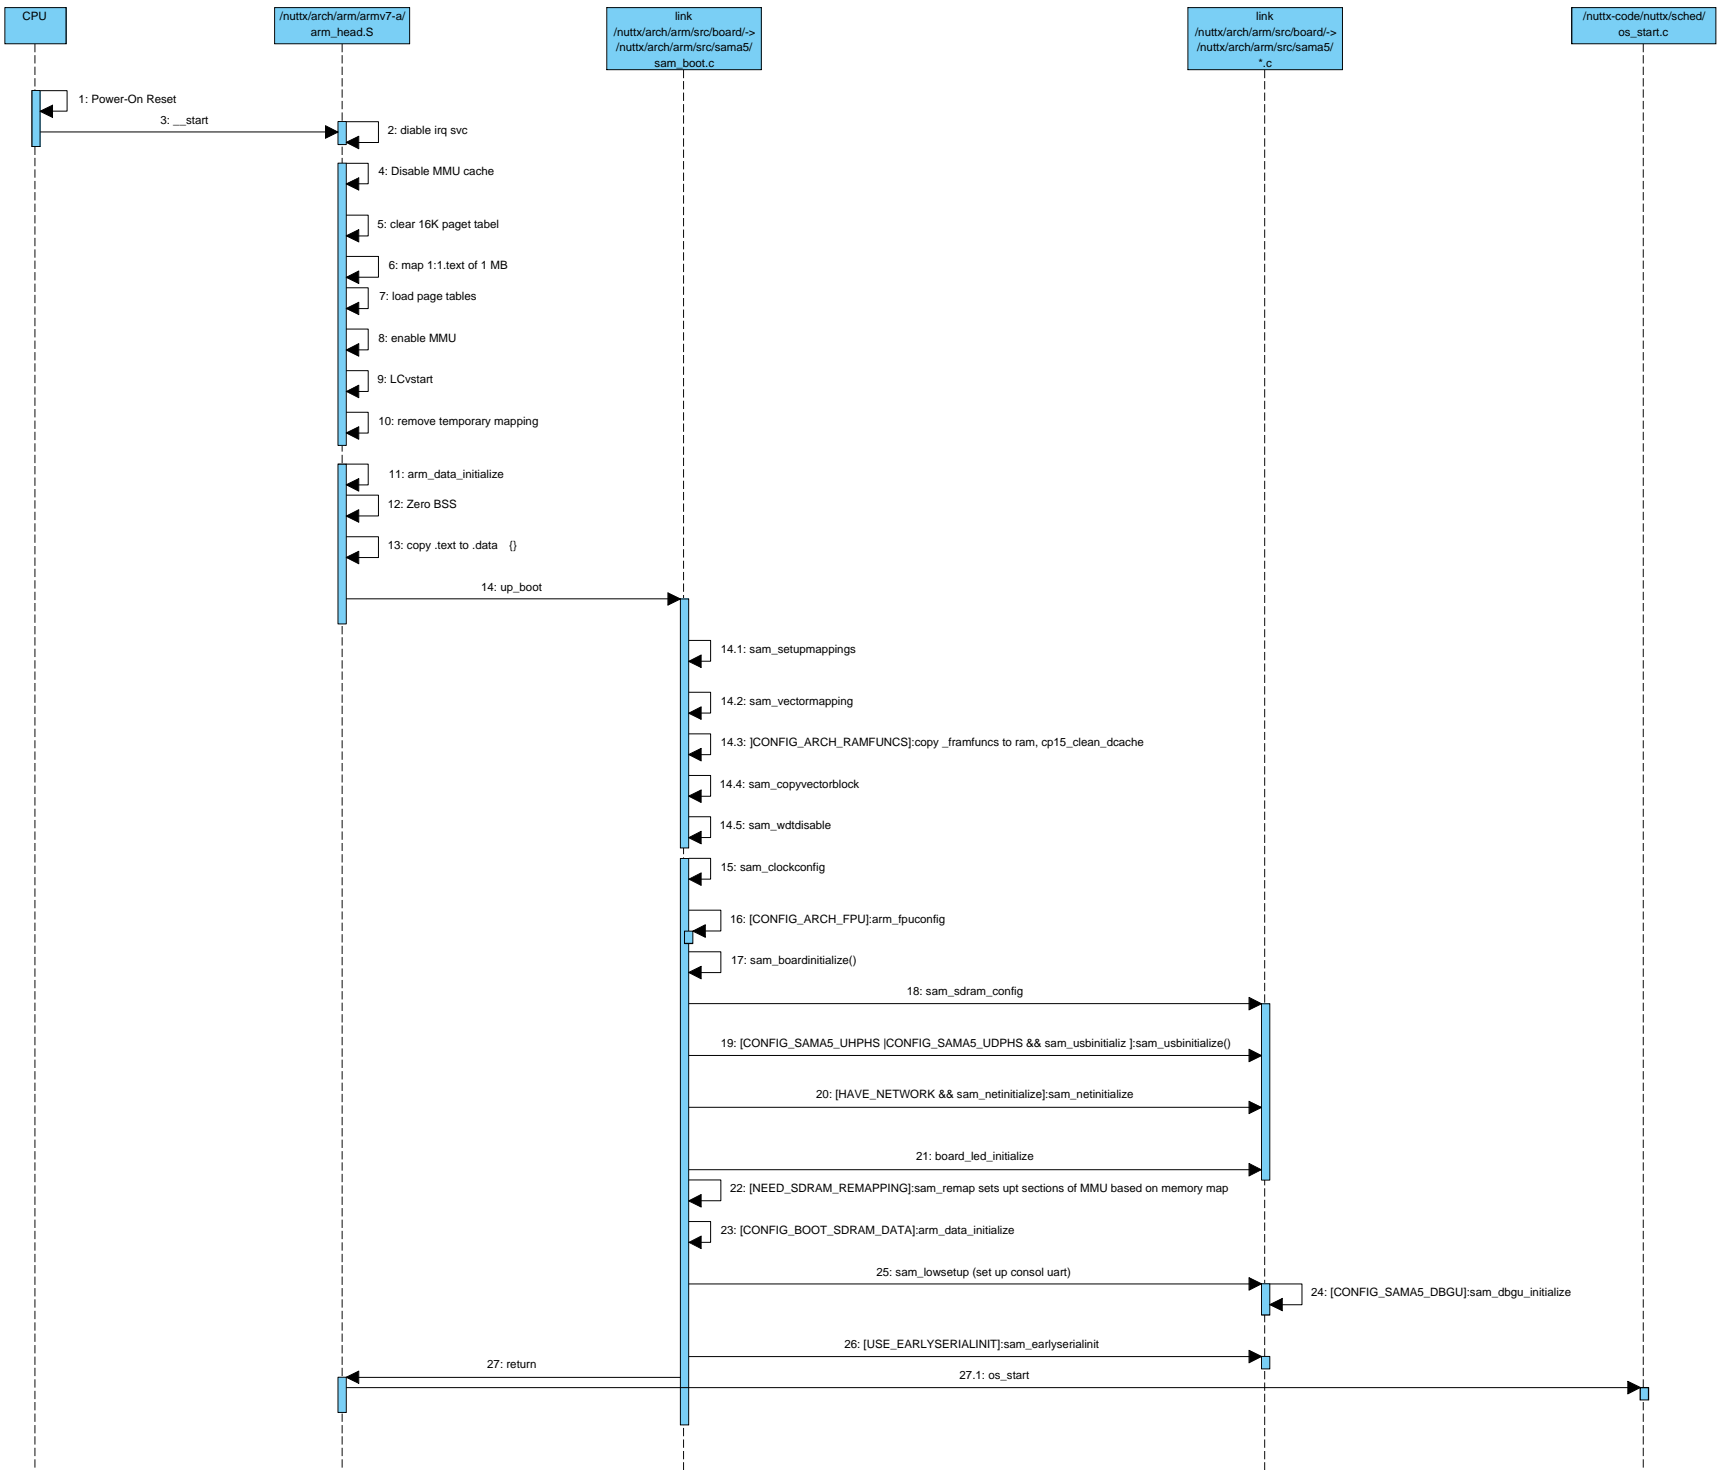 CPU
/nuttx/arch/arm/armv7-a/
arm_head.S
link
/nuttx/arch/arm/src/board/->
/nuttx/arch/arm/src/sama5/
sam_boot.c
link
/nuttx/arch/arm/src/board/->
/nuttx/arch/arm/src/sama5/
*.c
/nuttx-code/nuttx/sched/
os_start.c
1: Power-On Reset
3: __start
2: diable irq svc
4: Disable MMU cache
5: clear 16K paget tabel
6: map 1:1.text of 1 MB
7: load page tables
8: enable MMU
9: LCvstart
10: remove temporary mapping
11: arm_data_initialize
12: Zero BSS
13: copy .text to .data {}
14: up_boot
14.1: sam_setupmappings
14.2: sam_vectormapping
14.3: ]CONFIG_ARCH_RAMFUNCS]:copy _framfuncs to ram, cp15_clean_dcache
14.4: sam_copyvectorblock
14.5: sam_wdtdisable
15: sam_clockconfig
16: [CONFIG_ARCH_FPU]:arm_fpuconfig
17: sam_boardinitialize()
18: sam_sdram_config
19: [CONFIG_SAMA5_UHPHS |CONFIG_SAMA5_UDPHS && sam_usbinitializ ]:sam_usbinitialize()
20: [HAVE_NETWORK && sam_netinitialize]:sam_netinitialize
21: board_led_initialize
22: [NEED_SDRAM_REMAPPING]:sam_remap sets upt sections of MMU based on memory map
23: [CONFIG_BOOT_SDRAM_DATA]:arm_data_initialize
25: sam_lowsetup (set up consol uart)
24: [CONFIG_SAMA5_DBGU]:sam_dbgu_initialize
26: [USE_EARLYSERIALINIT]:sam_earlyserialinit
27: return
27.1: os_start